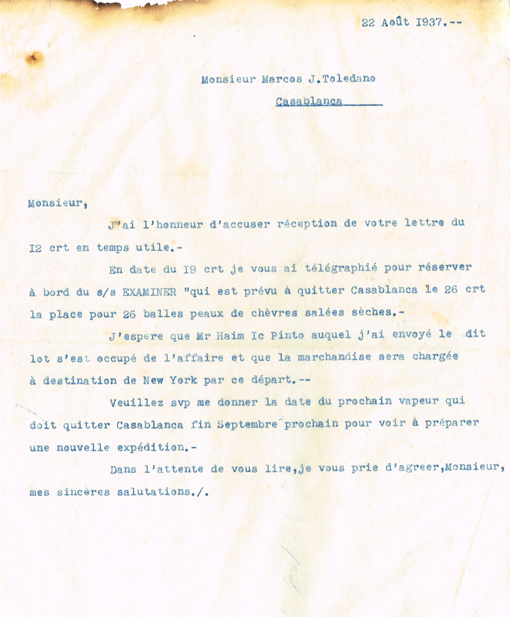 22 Août 1937.--
Monsieur Marcos J.Toledano
Casablanca
Monsieur,
J'ai l'honneur d'accuser réception de votre lettre du
I2 crt en temps utile.-
En date du I9 crt je vous ai télégraphié pour réserver
à bord du s/s EXAMINER "qui est prévu à quitter Casablanca le 26 crt
la place pour 26 balles peaux de chèvres salées sèches.-
J'espere que Mr Haim Ic Pinto auquel j'ai envoyé le dit
lot s'est occupé de l'affaire et que la marchandise sera chargée
à destination de New York par ce départ.--
Veuillez svp me donner la date du prochain vapeur qui
doit quitter Casablanca fin Septembre prochain pour voir à préparer
une nouvelle expédition.-
Dans l'attente de vous lire,je vous prie d'agreer,Monsieur,
mes sincères salutations./.